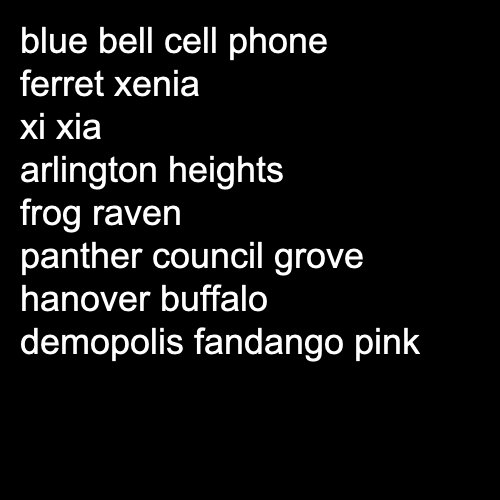 blue bell cell phone
ferret xenia
xi xia
arlington heights
frog raven
panther council grove
hanover buffalo
demopolis fandango pink